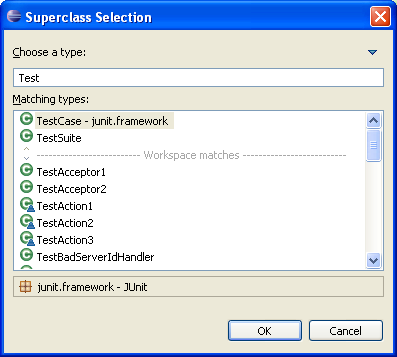 Superclass Selection
Choose a type:
Test
Matching types:
TestCase - junit.framework
TestSuite
Workspace matches
TestAcceptor1
TestAcceptor2
TestAction1
TestAction2
TestAction3
TestBadServerIdHandler
junit.framework - JUnit
OK Cancel